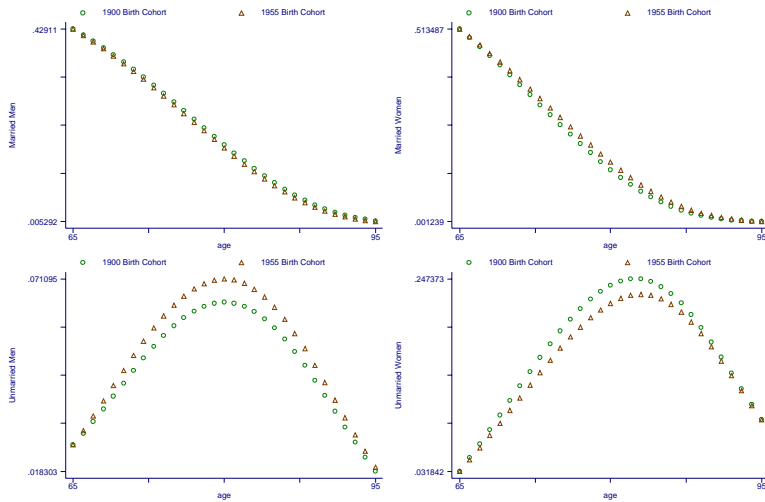 1900 Birth Cohort 1955 Birth Cohort
.42911
Married Men
.005292
65 95
age
1900 Birth Cohort 1955 Birth Cohort
.513487
Married Women
.001239
65 95
age
1900 Birth Cohort 1955 Birth Cohort
.071095
Unmarried Men
.018303
65 95
age
1900 Birth Cohort 1955 Birth Cohort
.247373
Unmarried Women
.031842
65 95
age